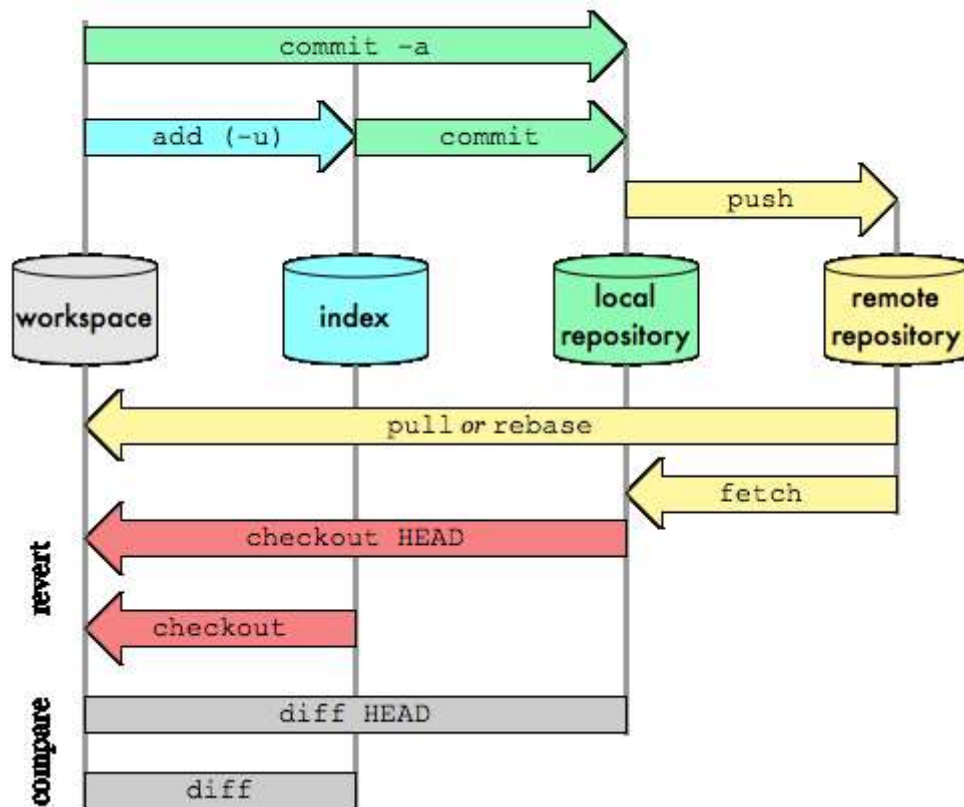 commit -a
add (-u)
commit
push
workspace
index
local
repository
remote
repository
pull or rebase
fetch
revert
checkout HEAD
checkout
compare
diff HEAD
diff